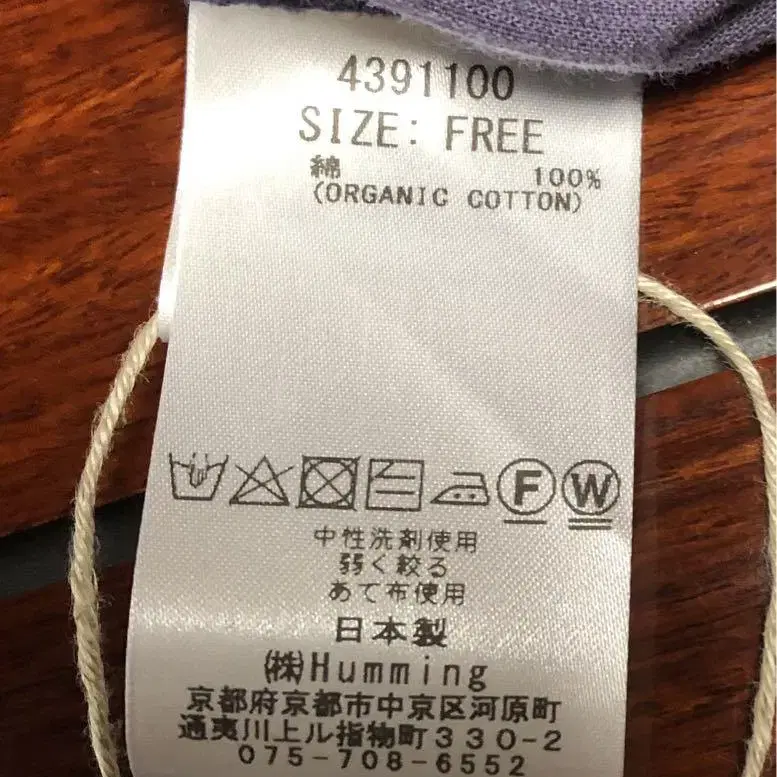 4391100
SIZE: FREE
綿 100%
(ORGANIC COTTON)
F W
中性洗剤使用
弱く絞る
あて布使用
日本製
㈱Humming
京都府京都市中京区河原町
通夷川上ル指物町330-2
075-708-6552